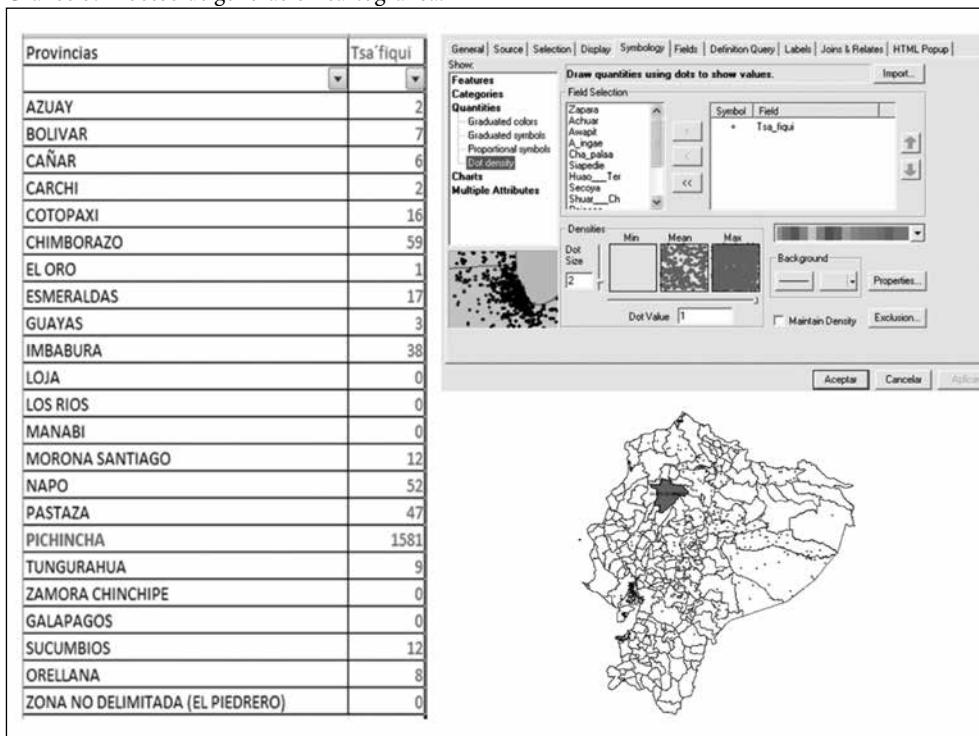 Provincias Tsa´fiqui
AZUAY 2
BOLIVAR 7
CAÑAR 6
CARCHI 2
COTOPAXI 16
CHIMBORAZO 59
EL ORO 1
ESMERALDAS 17
GUAYAS 3
IMBABURA 38
LOJA 0
LOS RIOS 0
MANABI 0
MORONA SANTIAGO 12
NAPO 52
PASTAZA 47
PICHINCHA 1581
TUNGURAHUA 9
ZAMORA CHINCHIPE 0
GALAPAGOS 0
SUCUMBIOS 12
ORELLANA 8
ZONA NO DELIMITADA (EL PIEDRERO) 0
General Source Selection Display Symbology Fields Definition Query Labels Joins & Relates HTML Popup
Show:
Features
Categories
Quantities
Graduated colors
Graduated symbols
Proportional symbols
Dot density
Charts
Multiple Attributes
Draw quantities using dots to show values.
Import...
Field Selection
Zapara
Achuar
Awapit
A_ingae
Cha_palaa
Siapedie
Huao___Ter
Secoya
Shuar___Ch
Symbol Field
Tsa_fiqui
<
<<
Densities
Dot
Size
2
Min Mean Max
Dot Value 1
Background
Properties...
Maintain Density
Exclusion...
Aceptar Cancelar